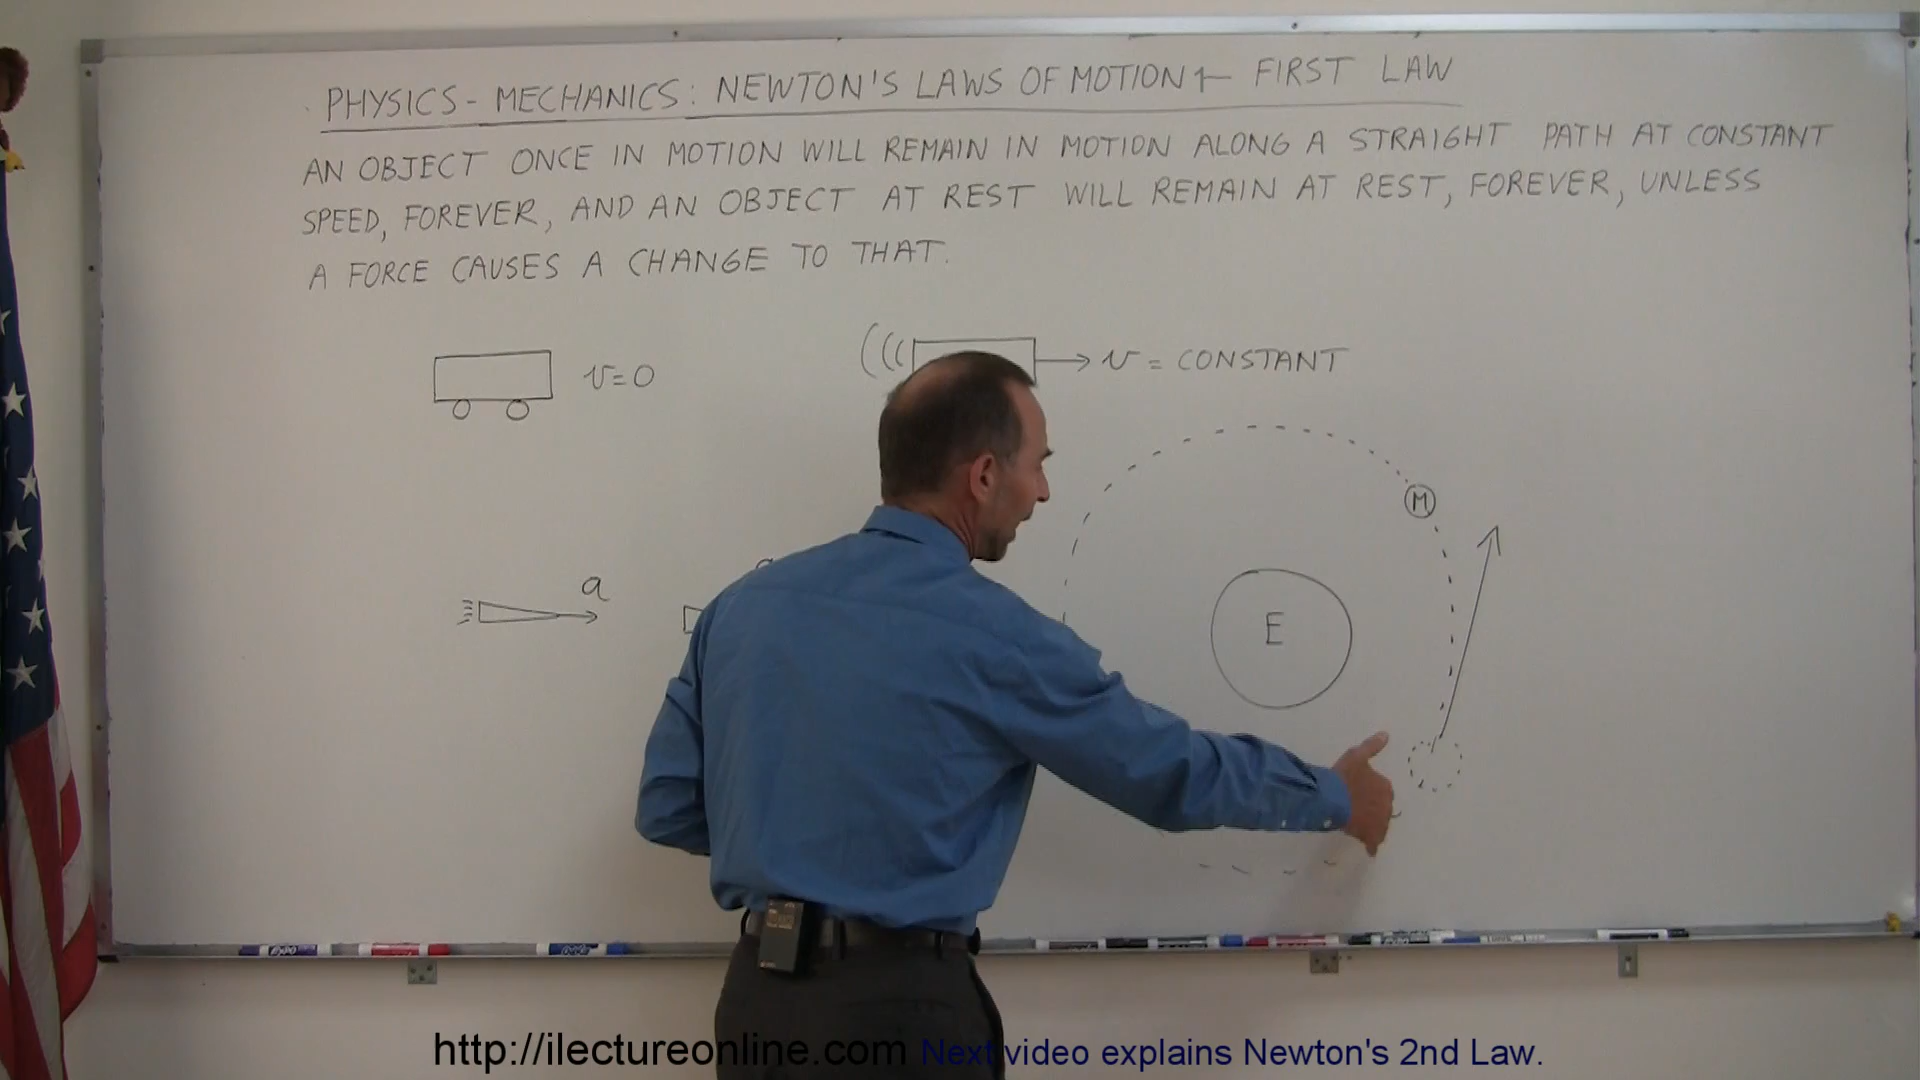 PHYSICS - MECHANICS: NEWTON'S LAWS OF MOTION 1 - FIRST LAW
AN OBJECT ONCE IN MOTION WILL REMAIN IN MOTION ALONG A STRAIGHT PATH AT CONSTANT
SPEED, FOREVER, AND AN OBJECT AT REST WILL REMAIN AT REST, FOREVER, UNLESS
A FORCE CAUSES A CHANGE TO THAT.
v=0
v = CONSTANT
M
a
E
http://ilectureonline.com Next video explains Newton's 2nd Law.